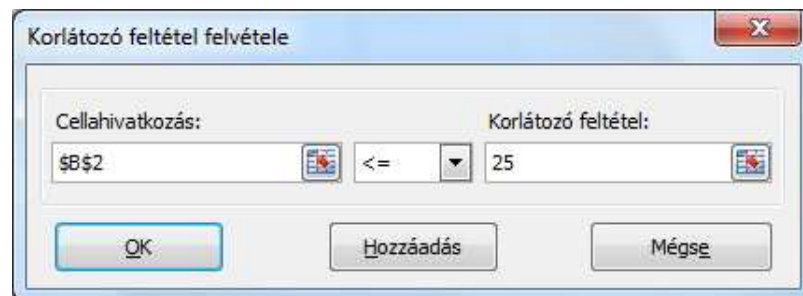 Korlátozó feltétel felvétele
Cellahivatkozás: Korlátozó feltétel:
$B$2 <= 25
OK Hozzáadás Mégse